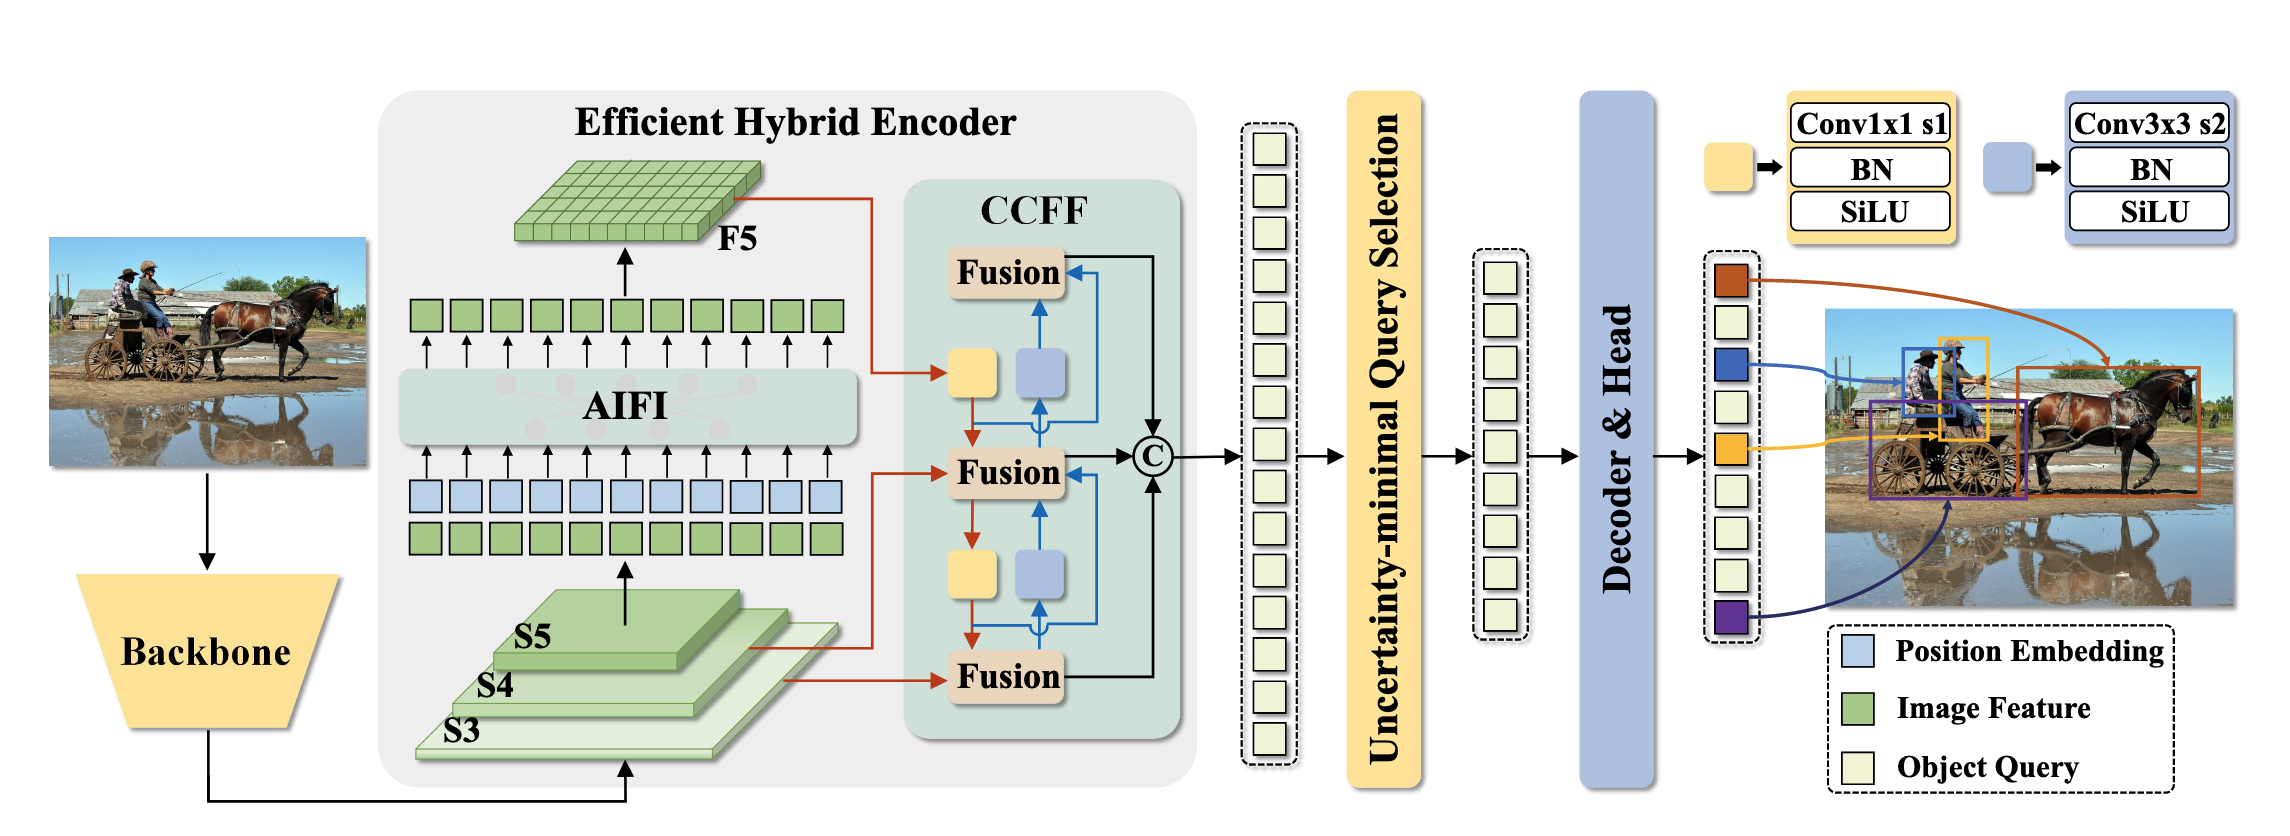 Efficient Hybrid Encoder
F5
AIFI
S5
S4
S3
Backbone
CCFF
Fusion
Fusion
Fusion
C
Uncertainty-minimal Query Selection
Decoder & Head
Conv1x1 s1
BN
SiLU
Conv3x3 s2
BN
SiLU
Position Embedding
Image Feature
Object Query